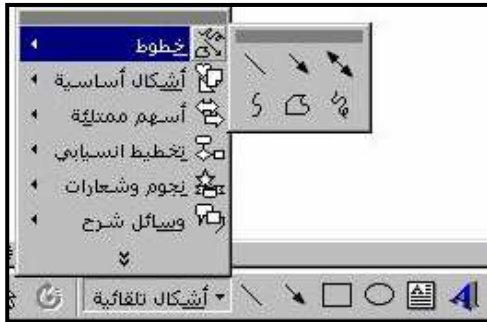 خطوط
أشكال أساسية
أسهم ممتلئة
تخطيط انسيابي
نجوم وشعارات
وسائل شرح
أشكال تلقائية